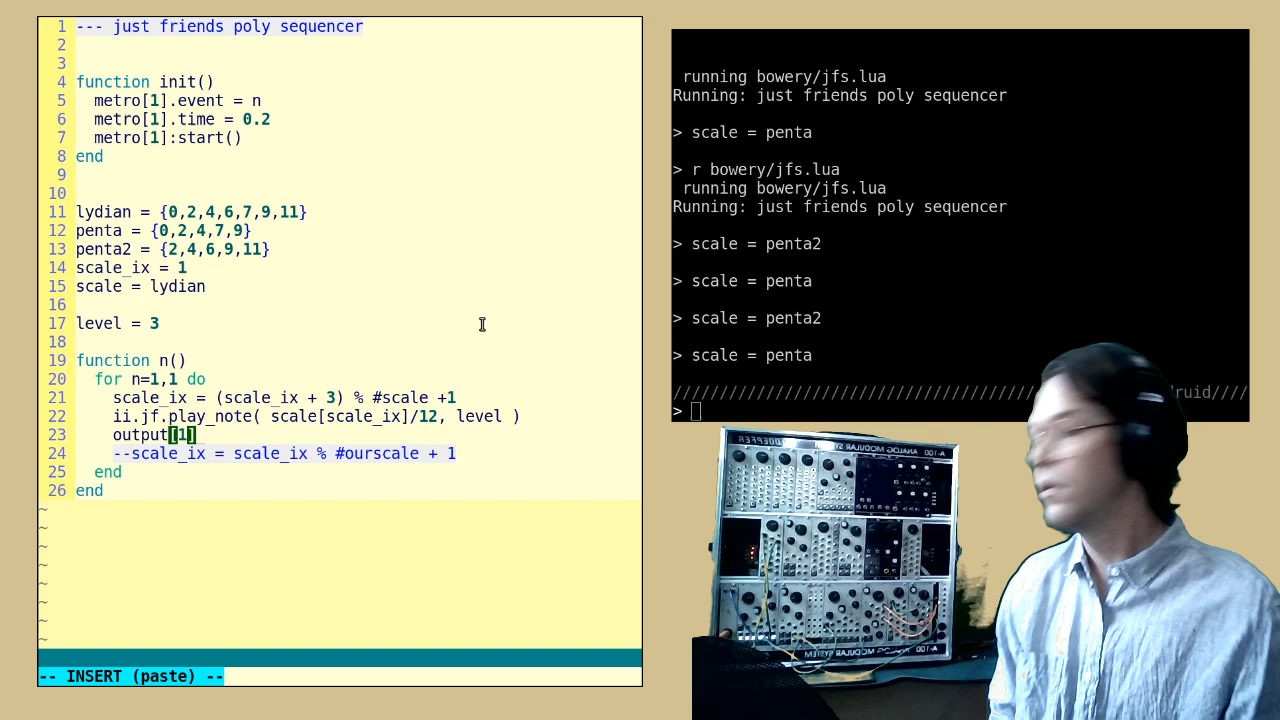 1 --- just friends poly sequencer
2
3
4 function init()
5   metro[1].event = n
6   metro[1].time = 0.2
7   metro[1]:start()
8 end
9
10
11 lydian = {0,2,4,6,7,9,11}
12 penta = {0,2,4,7,9}
13 penta2 = {2,4,6,9,11}
14 scale_ix = 1
15 scale = lydian
16
17 level = 3
18
19 function n()
20   for n=1,1 do
21     scale_ix = (scale_ix + 3) % #scale +1
22     ii.jf.play_note( scale[scale_ix]/12, level )
23     output[1]
24     --scale_ix = scale_ix % #ourscale + 1
25   end
26 end
~
~
~
~
~
~
~
~
-- INSERT (paste) --
running bowery/jfs.lua
Running: just friends poly sequencer
> scale = penta
> r bowery/jfs.lua
running bowery/jfs.lua
Running: just friends poly sequencer
> scale = penta2
> scale = penta
> scale = penta2
> scale = penta
///////////////////////////////////////ruid////
>
DOEPFER ANALOG MODULAR SYSTEM A-100
ANALOG MODULAR SYSTEM A-100